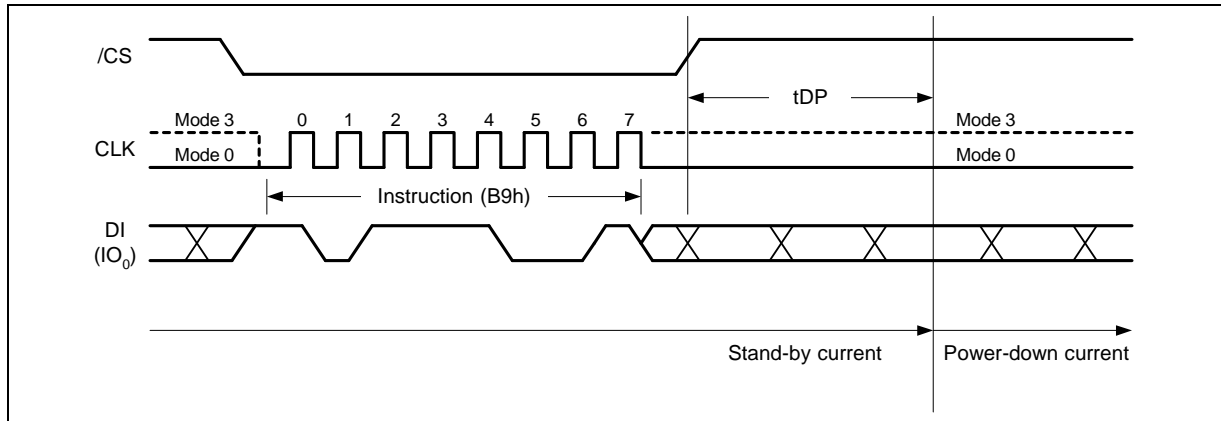 /CS
tDP
Mode 3
0 1 2 3 4 5 6 7
Mode 3
CLK
Mode 0
Mode 0
Instruction (B9h)
DI
(IO₀)
Stand-by current
Power-down current